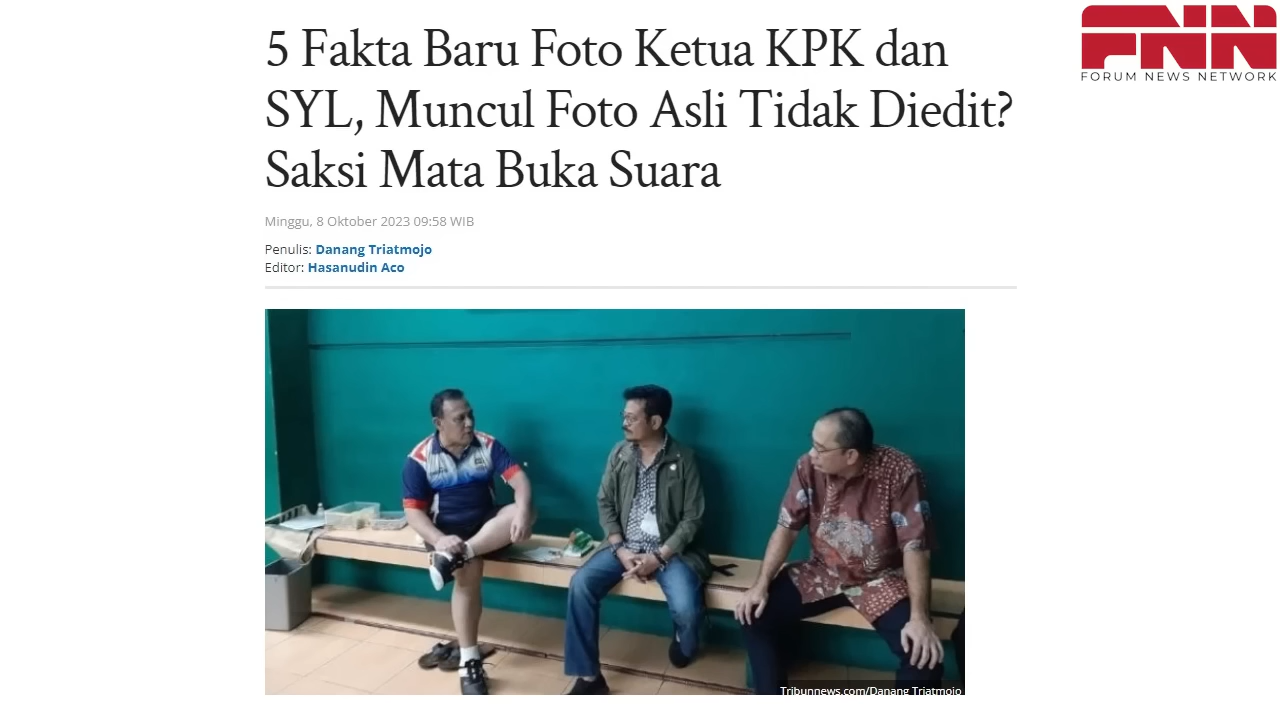 FNN
FORUM NEWS NETWORK
5 Fakta Baru Foto Ketua KPK dan
SYL, Muncul Foto Asli Tidak Diedit?
Saksi Mata Buka Suara
Minggu, 8 Oktober 2023 09:58 WIB
Penulis: Danang Triatmojo
Editor: Hasanudin Aco
Tribunnews.com/Danang Triatmojo